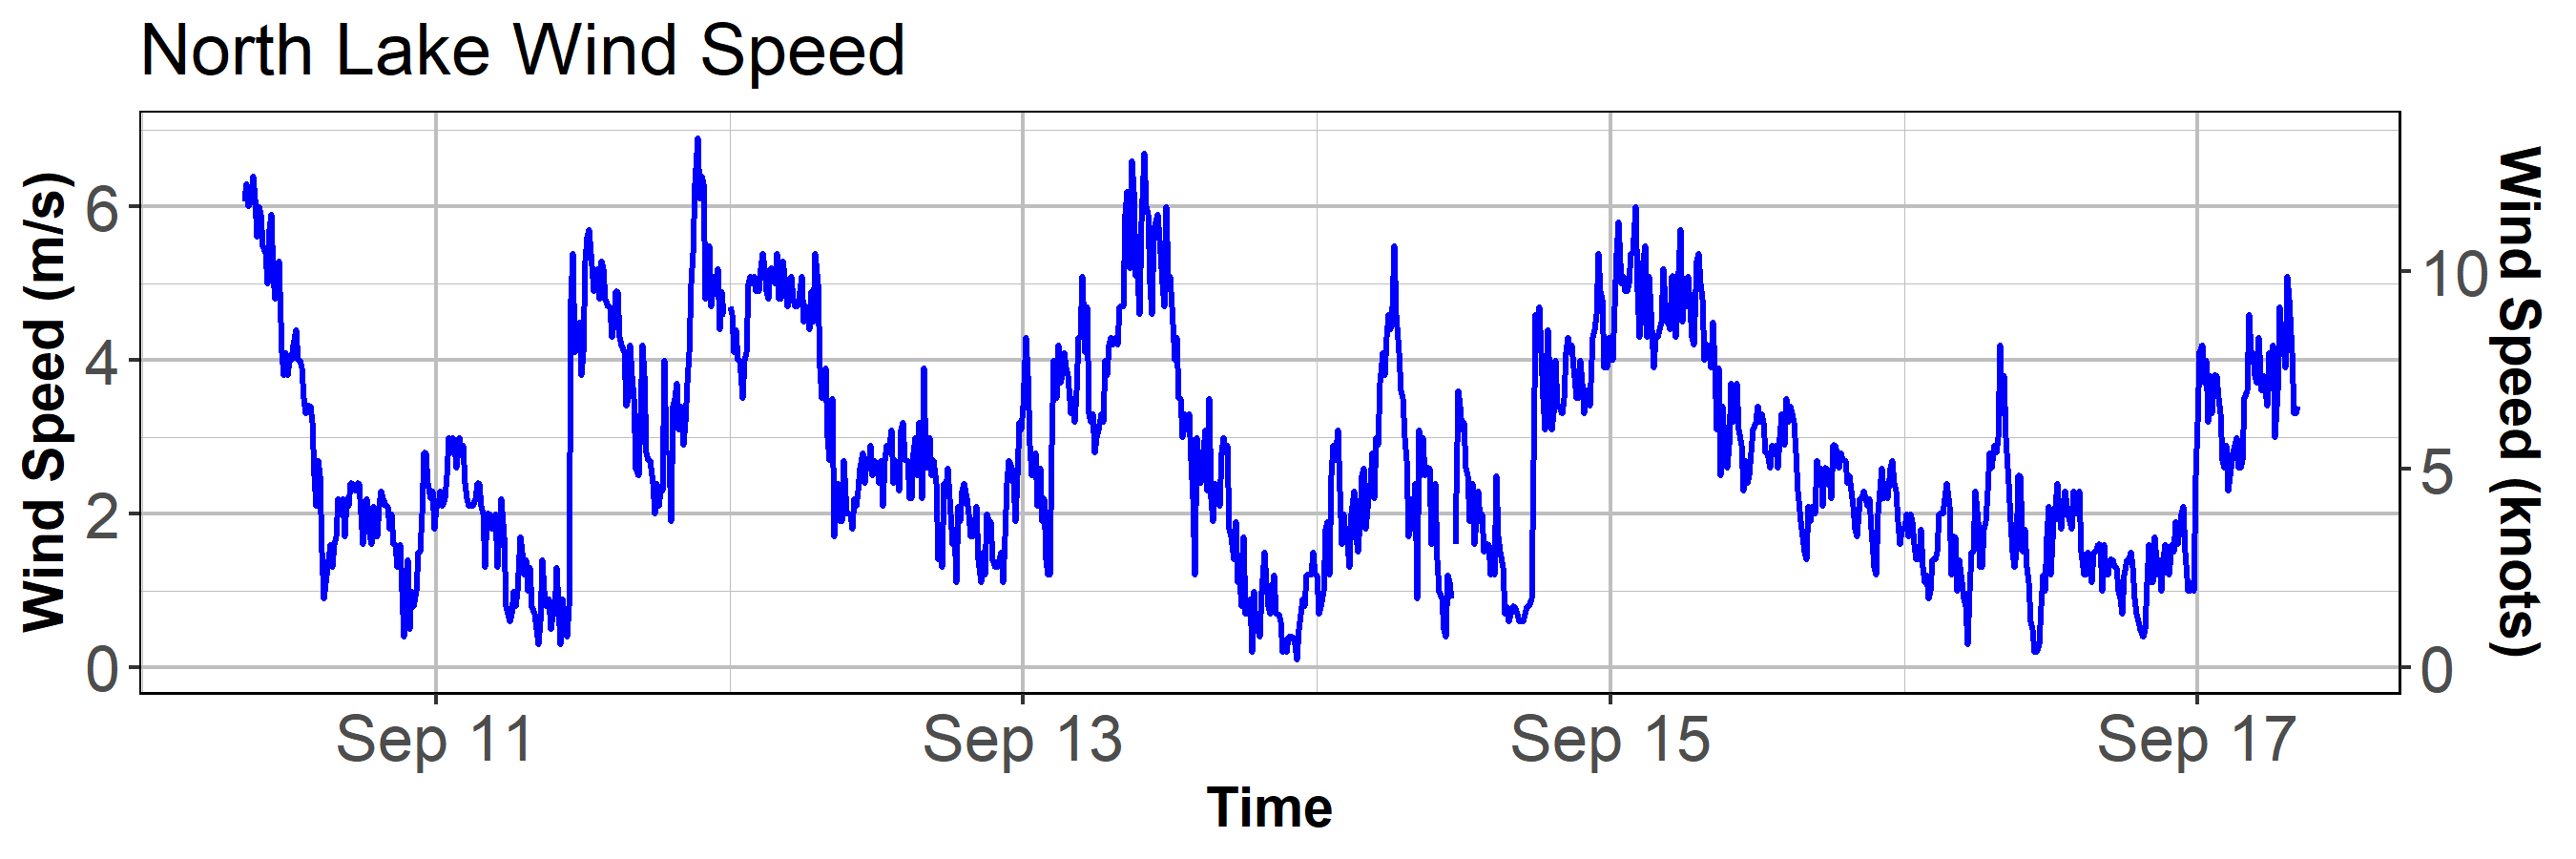 North Lake Wind Speed
Wind Speed (m/s)
6
4
2
0
Wind Speed (knots)
10
5
0
Sep 11
Sep 13
Sep 15
Sep 17
Time